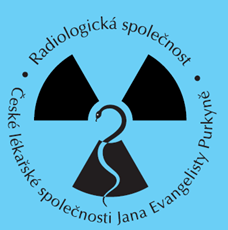 Radiologická společnost
České lékařské společnosti Jana Evangelisty Purkyně